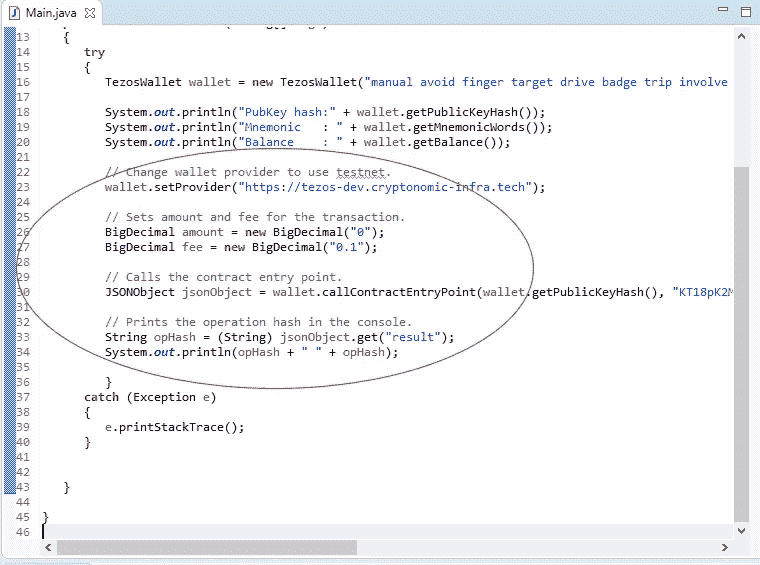 Main.java
13 {
14 try
15 {
16 TezosWallet wallet = new TezosWallet("manual avoid finger target drive badge trip involve
17
18 System.out.println("PubKey hash:" + wallet.getPublicKeyHash());
19 System.out.println("Mnemonic   : " + wallet.getMnemonicWords());
20 System.out.println("Balance    : " + wallet.getBalance());
21
22 // Change wallet provider to use testnet.
23 wallet.setProvider("https://tezos-dev.cryptonomic-infra.tech");
24
25 // Sets amount and fee for the transaction.
26 BigDecimal amount = new BigDecimal("0");
27 BigDecimal fee = new BigDecimal("0.1");
28
29 // Calls the contract entry point.
30 JSONObject jsonObject = wallet.callContractEntryPoint(wallet.getPublicKeyHash(), "KT18pK2M
31
32 // Prints the operation hash in the console.
33 String opHash = (String) jsonObject.get("result");
34 System.out.println(opHash + " " + opHash);
35
36 }
37 catch (Exception e)
38 {
39 e.printStackTrace();
40 }
41
42
43 }
44
45 }
46